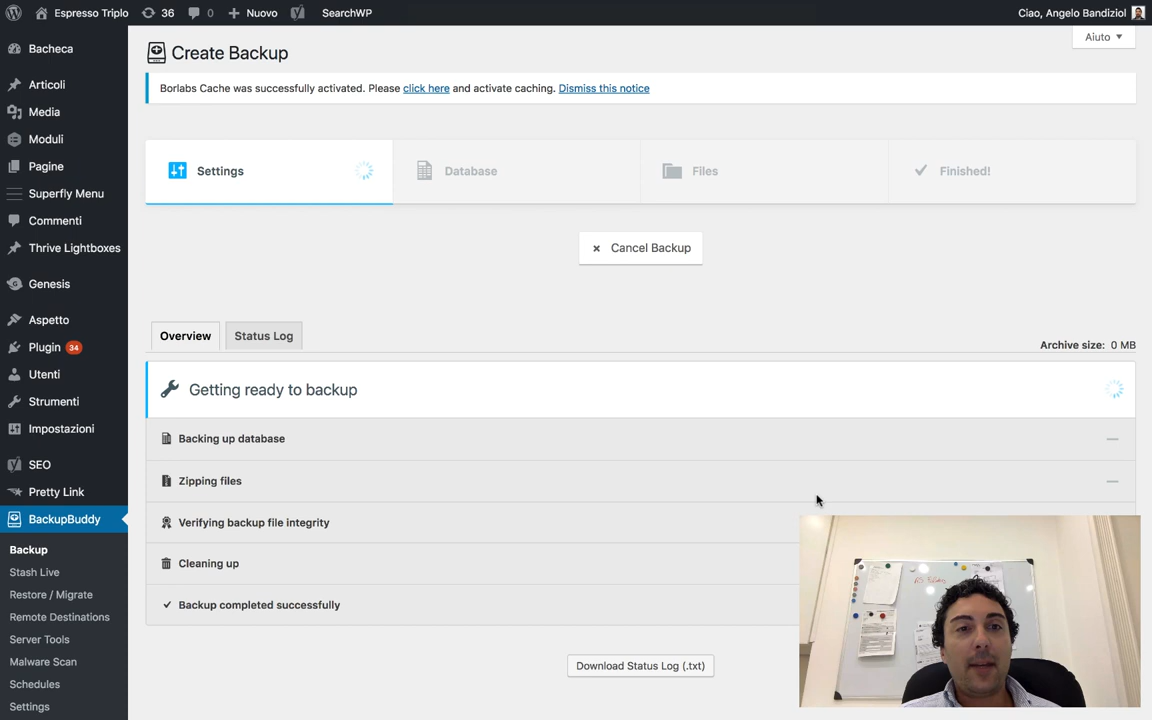 Espresso Triplo 36 0 Nuovo SearchWP Ciao, Angelo Bandiziol
Aiuto
Bacheca
Articoli
Media
Moduli
Pagine
Superfly Menu
Commenti
Thrive Lightboxes
Genesis
Aspetto
Plugin 34
Utenti
Strumenti
Impostazioni
SEO
Pretty Link
BackupBuddy
Backup
Stash Live
Restore / Migrate
Remote Destinations
Server Tools
Malware Scan
Schedules
Settings
Create Backup
Borlabs Cache was successfully activated. Please click here and activate caching. Dismiss this notice
Settings Database Files Finished!
Cancel Backup
Overview Status Log
Archive size: 0 MB
Getting ready to backup
Backing up database
Zipping files
Verifying backup file integrity
Cleaning up
Backup completed successfully
Download Status Log (.txt)